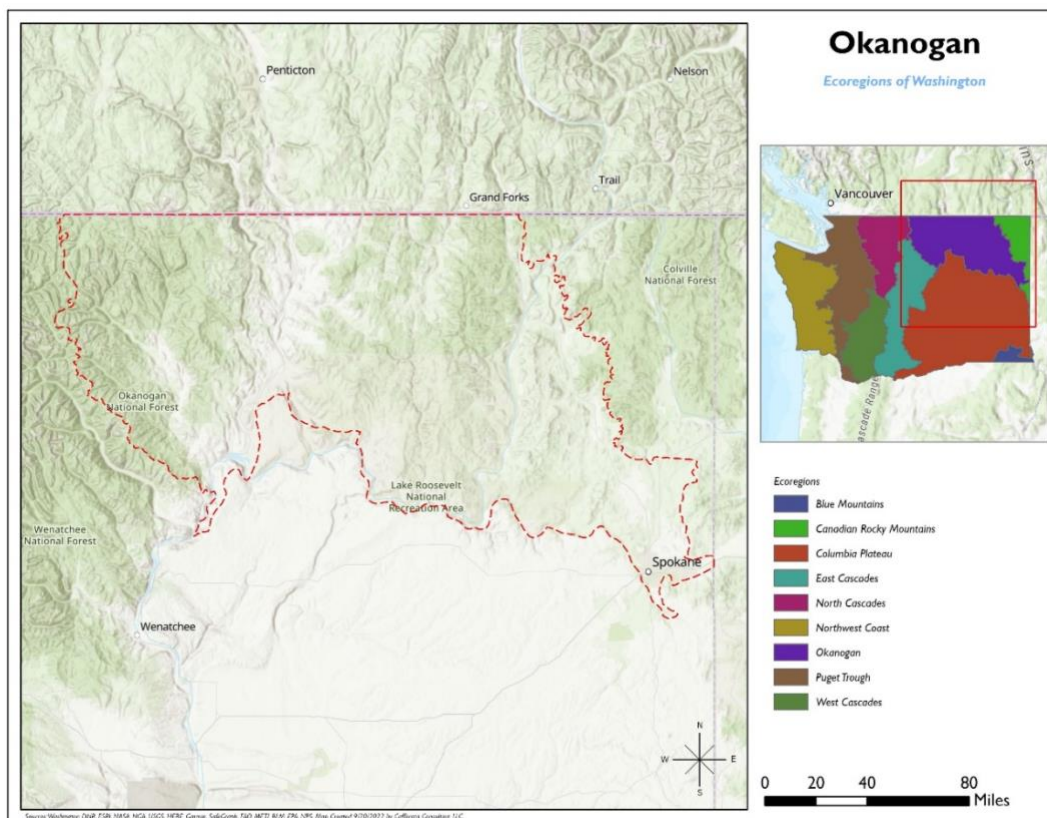 Okanogan
Ecoregions of Washington
Penticton
Nelson
Trail
Grand Forks
Colville
National Forest
Okanogan
National Forest
Lake Roosevelt
National
Recreation Area
Wenatchee
National Forest
Spokane
Wenatchee
N
W E
S
Vancouver
ascade Range
Ecoregions
Blue Mountains
Canadian Rocky Mountains
Columbia Plateau
East Cascades
North Cascades
Northwest Coast
Okanogan
Puget Trough
West Cascades
0 20 40 80
Miles